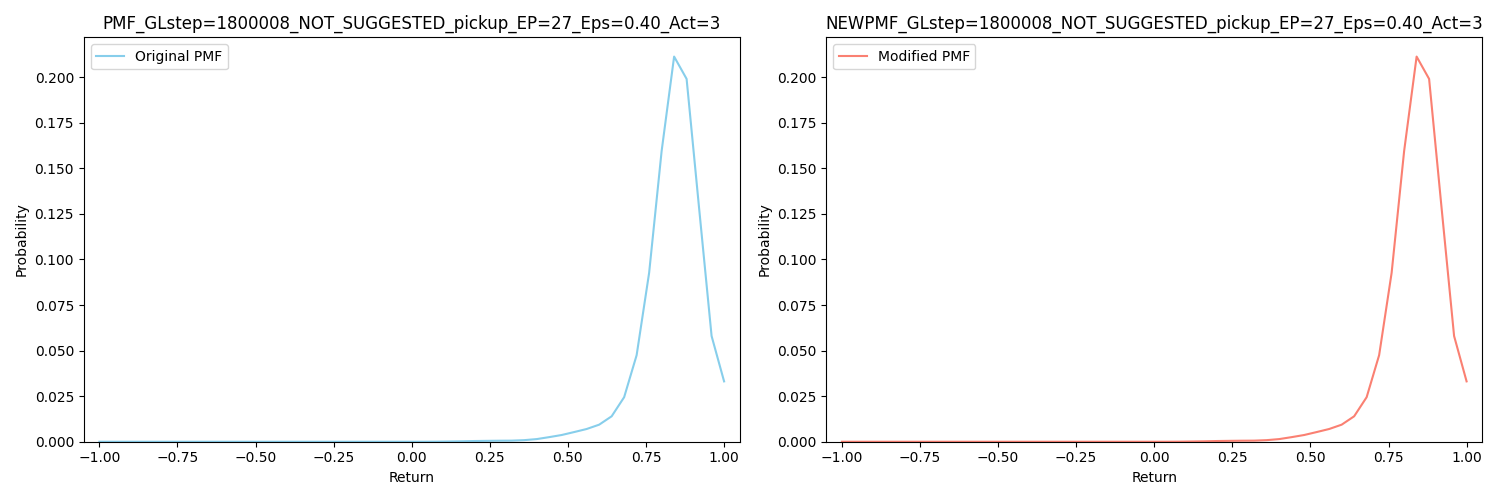 PMF_GLstep=1800008_NOT_SUGGESTED_pickup_EP=27_Eps=0.40_Act=3
Original PMF
0.200
0.175
0.150
0.125
0.100
0.075
0.050
0.025
0.000
Probability
−1.00 −0.75 −0.50 −0.25 0.00 0.25 0.50 0.75 1.00
Return
NEWPMF_GLstep=1800008_NOT_SUGGESTED_pickup_EP=27_Eps=0.40_Act=3
Modified PMF
0.200
0.175
0.150
0.125
0.100
0.075
0.050
0.025
0.000
Probability
−1.00 −0.75 −0.50 −0.25 0.00 0.25 0.50 0.75 1.00
Return